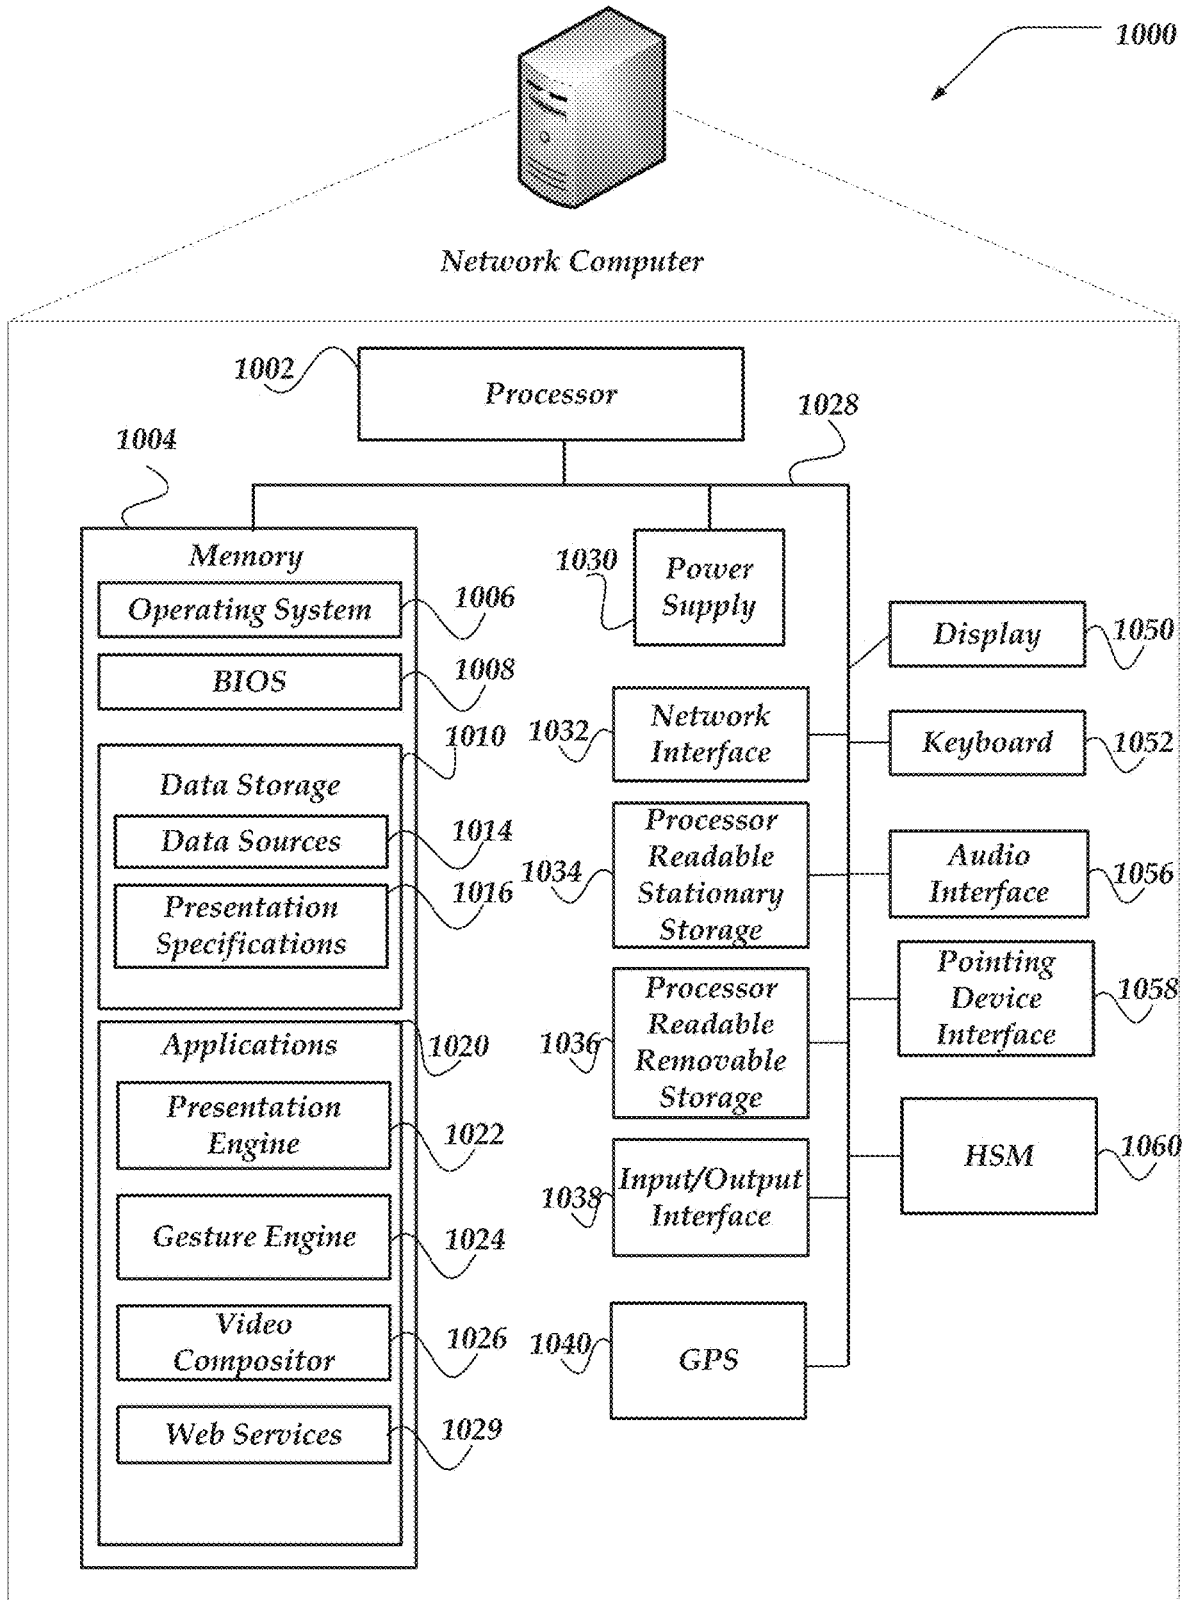 1000
Network Computer
1002
Processor
1028
1004
Memory
Operating System
1006
BIOS
1008
1010
Data Storage
Data Sources
1014
Presentation
Specifications
1016
Applications
1020
Presentation
Engine
1022
Gesture Engine
1024
Video
Compositor
1026
Web Services
1029
1030
Power
Supply
1032
Network
Interface
1034
Processor
Readable
Stationary
Storage
1036
Processor
Readable
Removable
Storage
1038
Input/Output
Interface
1040
GPS
Display
1050
Keyboard
1052
Audio
Interface
1056
Pointing
Device
Interface
1058
HSM
1060